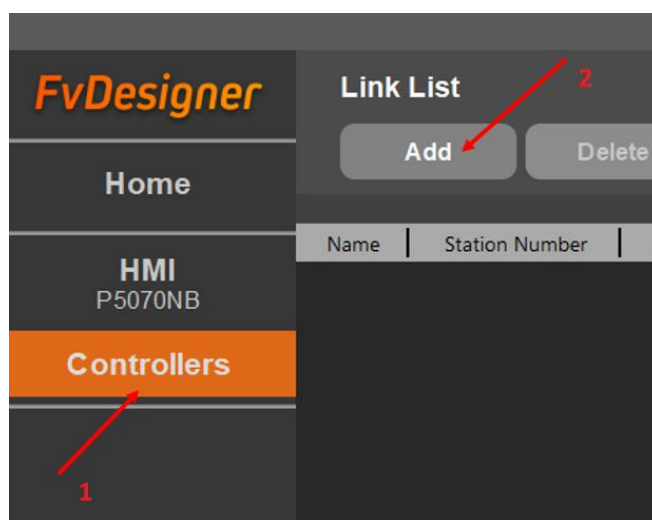 FvDesigner
Home
HMI
P5070NB
Controllers
1
Link List
2
Add Delete
Name Station Number